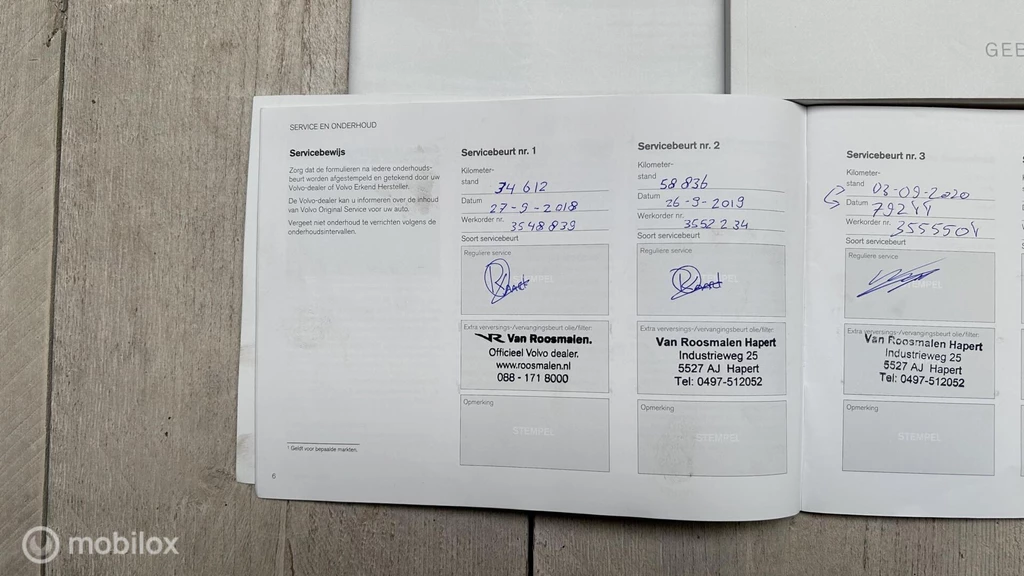 GEE
SERVICE EN ONDERHOUD
Servicebewijs
Zorg dat de formulieren na iedere onderhouds-
beurt worden afgestempeld en getekend door uw
Volvo-dealer of Volvo Erkend Hersteller.
De Volvo-dealer kan u informeren over de inhoud
van Volvo Original Service voor uw auto.
Vergeet niet onderhoud te verrichten volgens de
onderhoudsintervallen.
1 Geldt voor bepaalde markten.
6
Servicebeurt nr. 1
Kilometer-
stand 34 612
Datum 27-9-2018
Werkorder nr. 3548839
Soort servicebeurt
Reguliere service
Extra verversings-/vervangingsbeurt olie/filter:
Van Roosmalen.
Officieel Volvo dealer.
www.roosmalen.nl
088 - 171 8000
Opmerking
STEMPEL
Servicebeurt nr. 2
Kilometer-
stand 58 836
Datum 26-9-2019
Werkorder nr. 3552234
Soort servicebeurt
Reguliere service
Extra verversings-/vervangingsbeurt olie/filter:
Van Roosmalen Hapert
Industrieweg 25
5527 AJ Hapert
Tel: 0497-512052
Opmerking
STEMPEL
Servicebeurt nr. 3
Kilometer-
stand 03-09-2020
Datum 79244
Werkorder nr. 3555504
Soort servicebeurt
Reguliere service
Extra verversings-/vervangingsbeurt olie/filter:
Van Roosmalen Hapert
Industrieweg 25
5527 AJ Hapert
Tel: 0497-512052
Opmerking
STEMPEL
mobilox